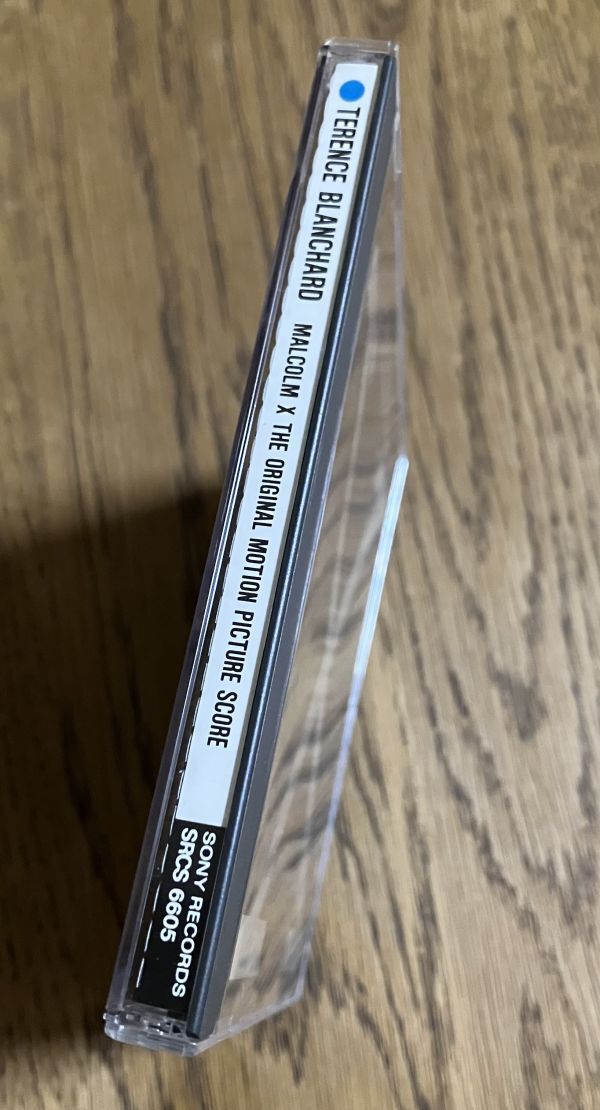 TERENCE BLANCHARD MALCOLM X THE ORIGINAL MOTION PICTURE SCORE
SONY RECORDS
SRCS 6605